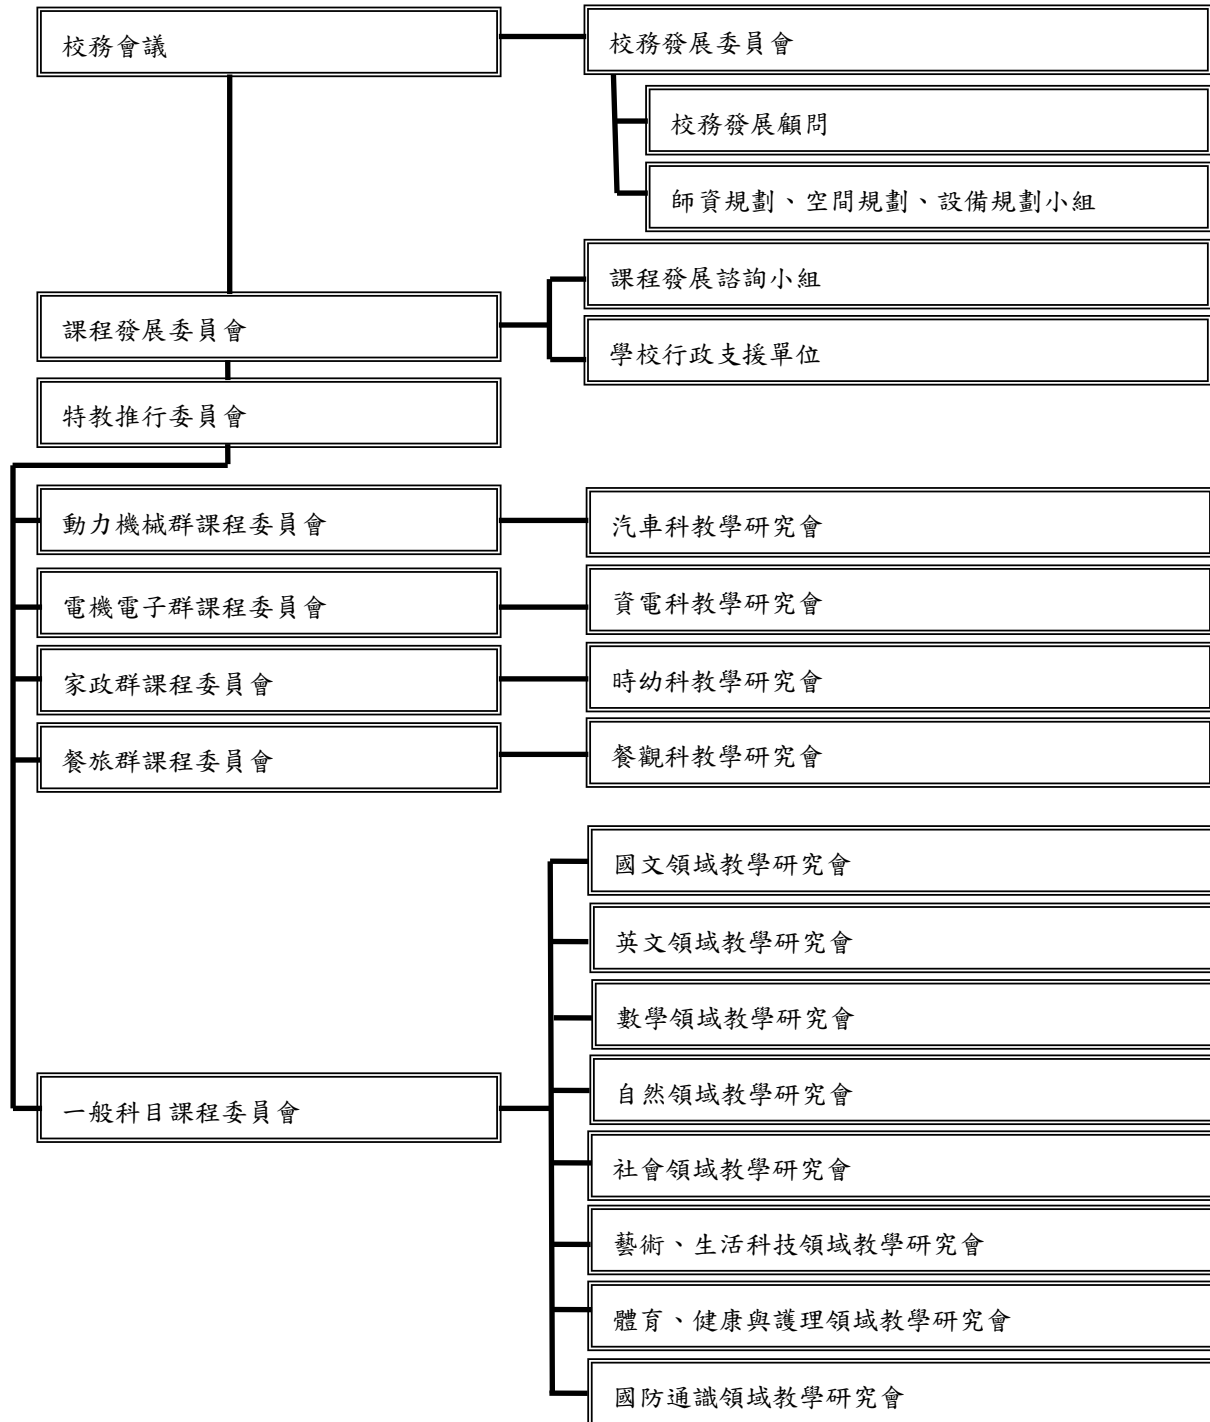 校務會議
校務發展委員會
校務發展顧問
師資規劃、空間規劃、設備規劃小組
課程發展諮詢小組
課程發展委員會
學校行政支援單位
特教推行委員會
動力機械群課程委員會
汽車科教學研究會
電機電子群課程委員會
資電科教學研究會
家政群課程委員會
時幼科教學研究會
餐旅群課程委員會
餐觀科教學研究會
國文領域教學研究會
英文領域教學研究會
數學領域教學研究會
自然領域教學研究會
一般科目課程委員會
社會領域教學研究會
藝術、生活科技領域教學研究會
體育、健康與護理領域教學研究會
國防通識領域教學研究會